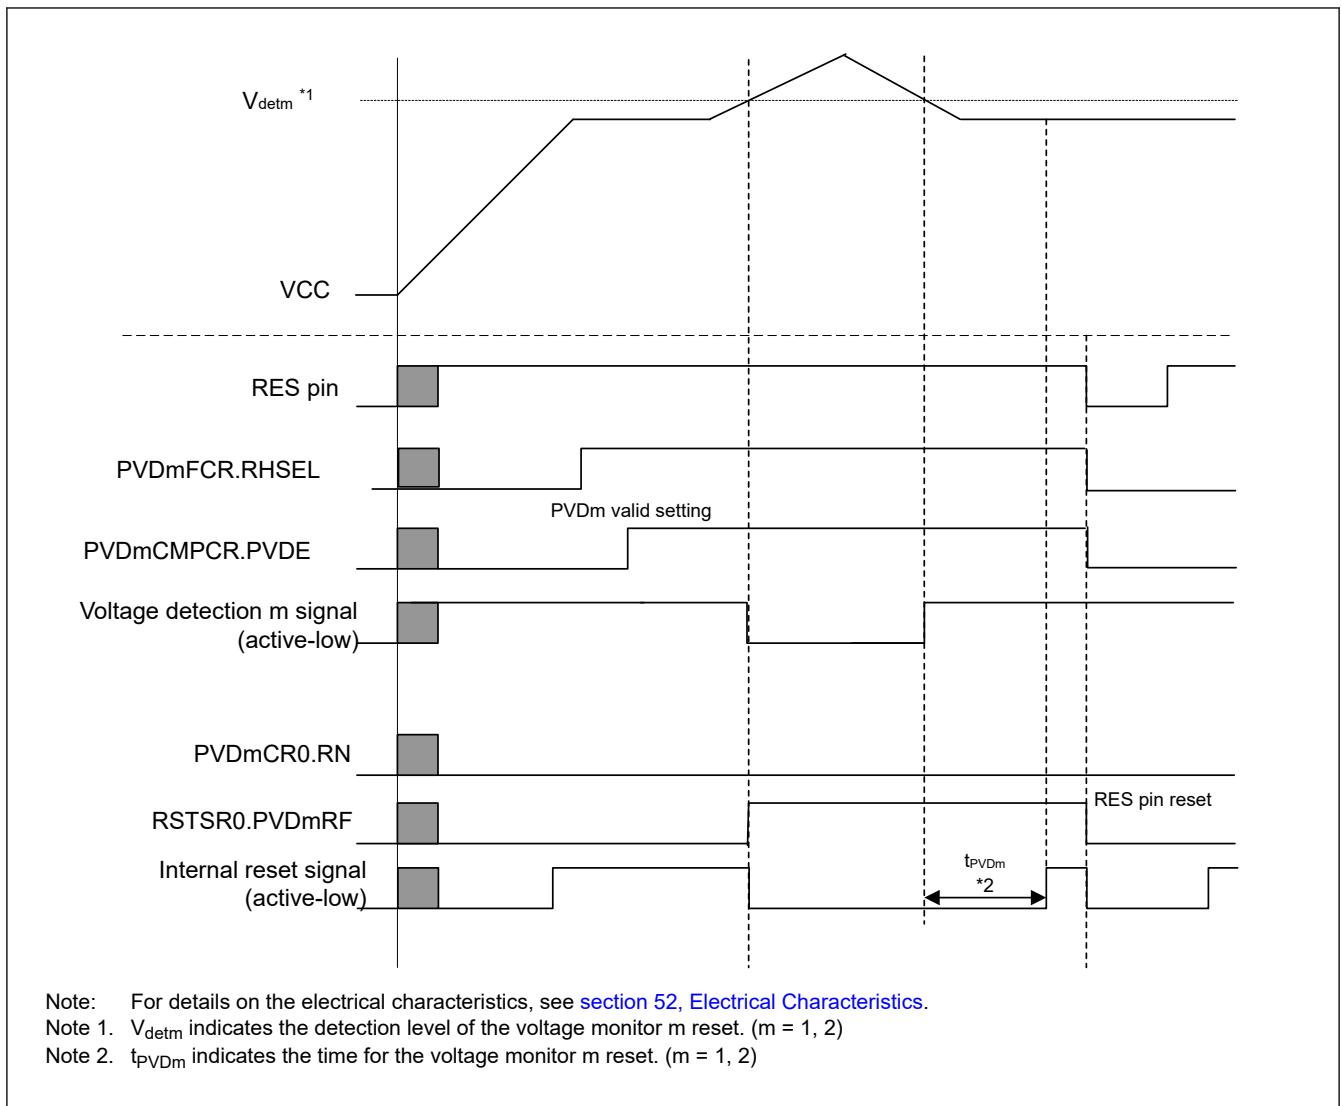 Vdetm *1
VCC
RES pin
PVDmFCR.RHSEL
PVDm valid setting
PVDmCMPCR.PVDE
Voltage detection m signal
(active-low)
PVDmCR0.RN
RES pin reset
RSTSR0.PVDmRF
Internal reset signal
(active-low)
tPVDm
*2
Note: For details on the electrical characteristics, see section 52, Electrical Characteristics.
Note 1. Vdetm indicates the detection level of the voltage monitor m reset. (m = 1, 2)
Note 2. tPVDm indicates the time for the voltage monitor m reset. (m = 1, 2)